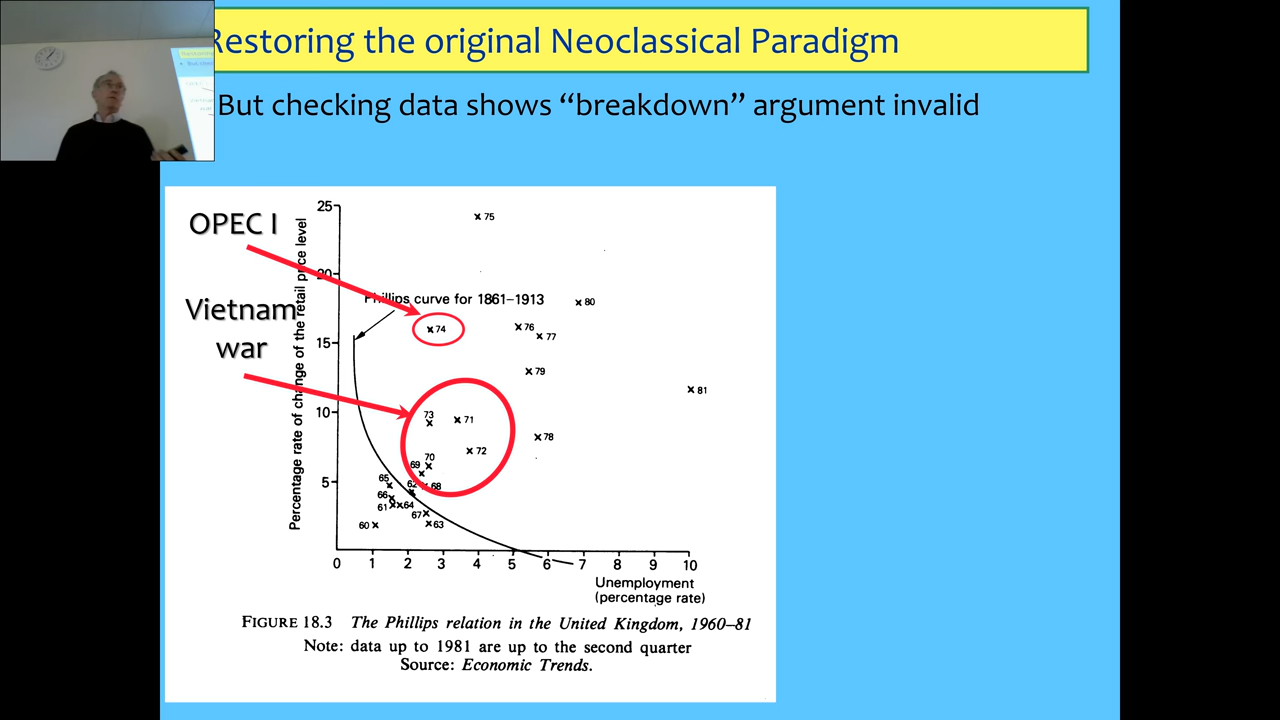 Restoring the original Neoclassical Paradigm
But checking data shows “breakdown” argument invalid
OPEC I
Vietnam
war
Percentage rate of change of the retail price level
25
20
15
10
5
Phillips curve for 1861–1913
75
80
74
76
77
79
81
73
71
78
70
72
69
65
62
68
66
61
64
67
60
63
0 1 2 3 4 5 6 7 8 9 10
Unemployment
(percentage rate)
FIGURE 18.3 The Phillips relation in the United Kingdom, 1960–81
Note: data up to 1981 are up to the second quarter
Source: Economic Trends.